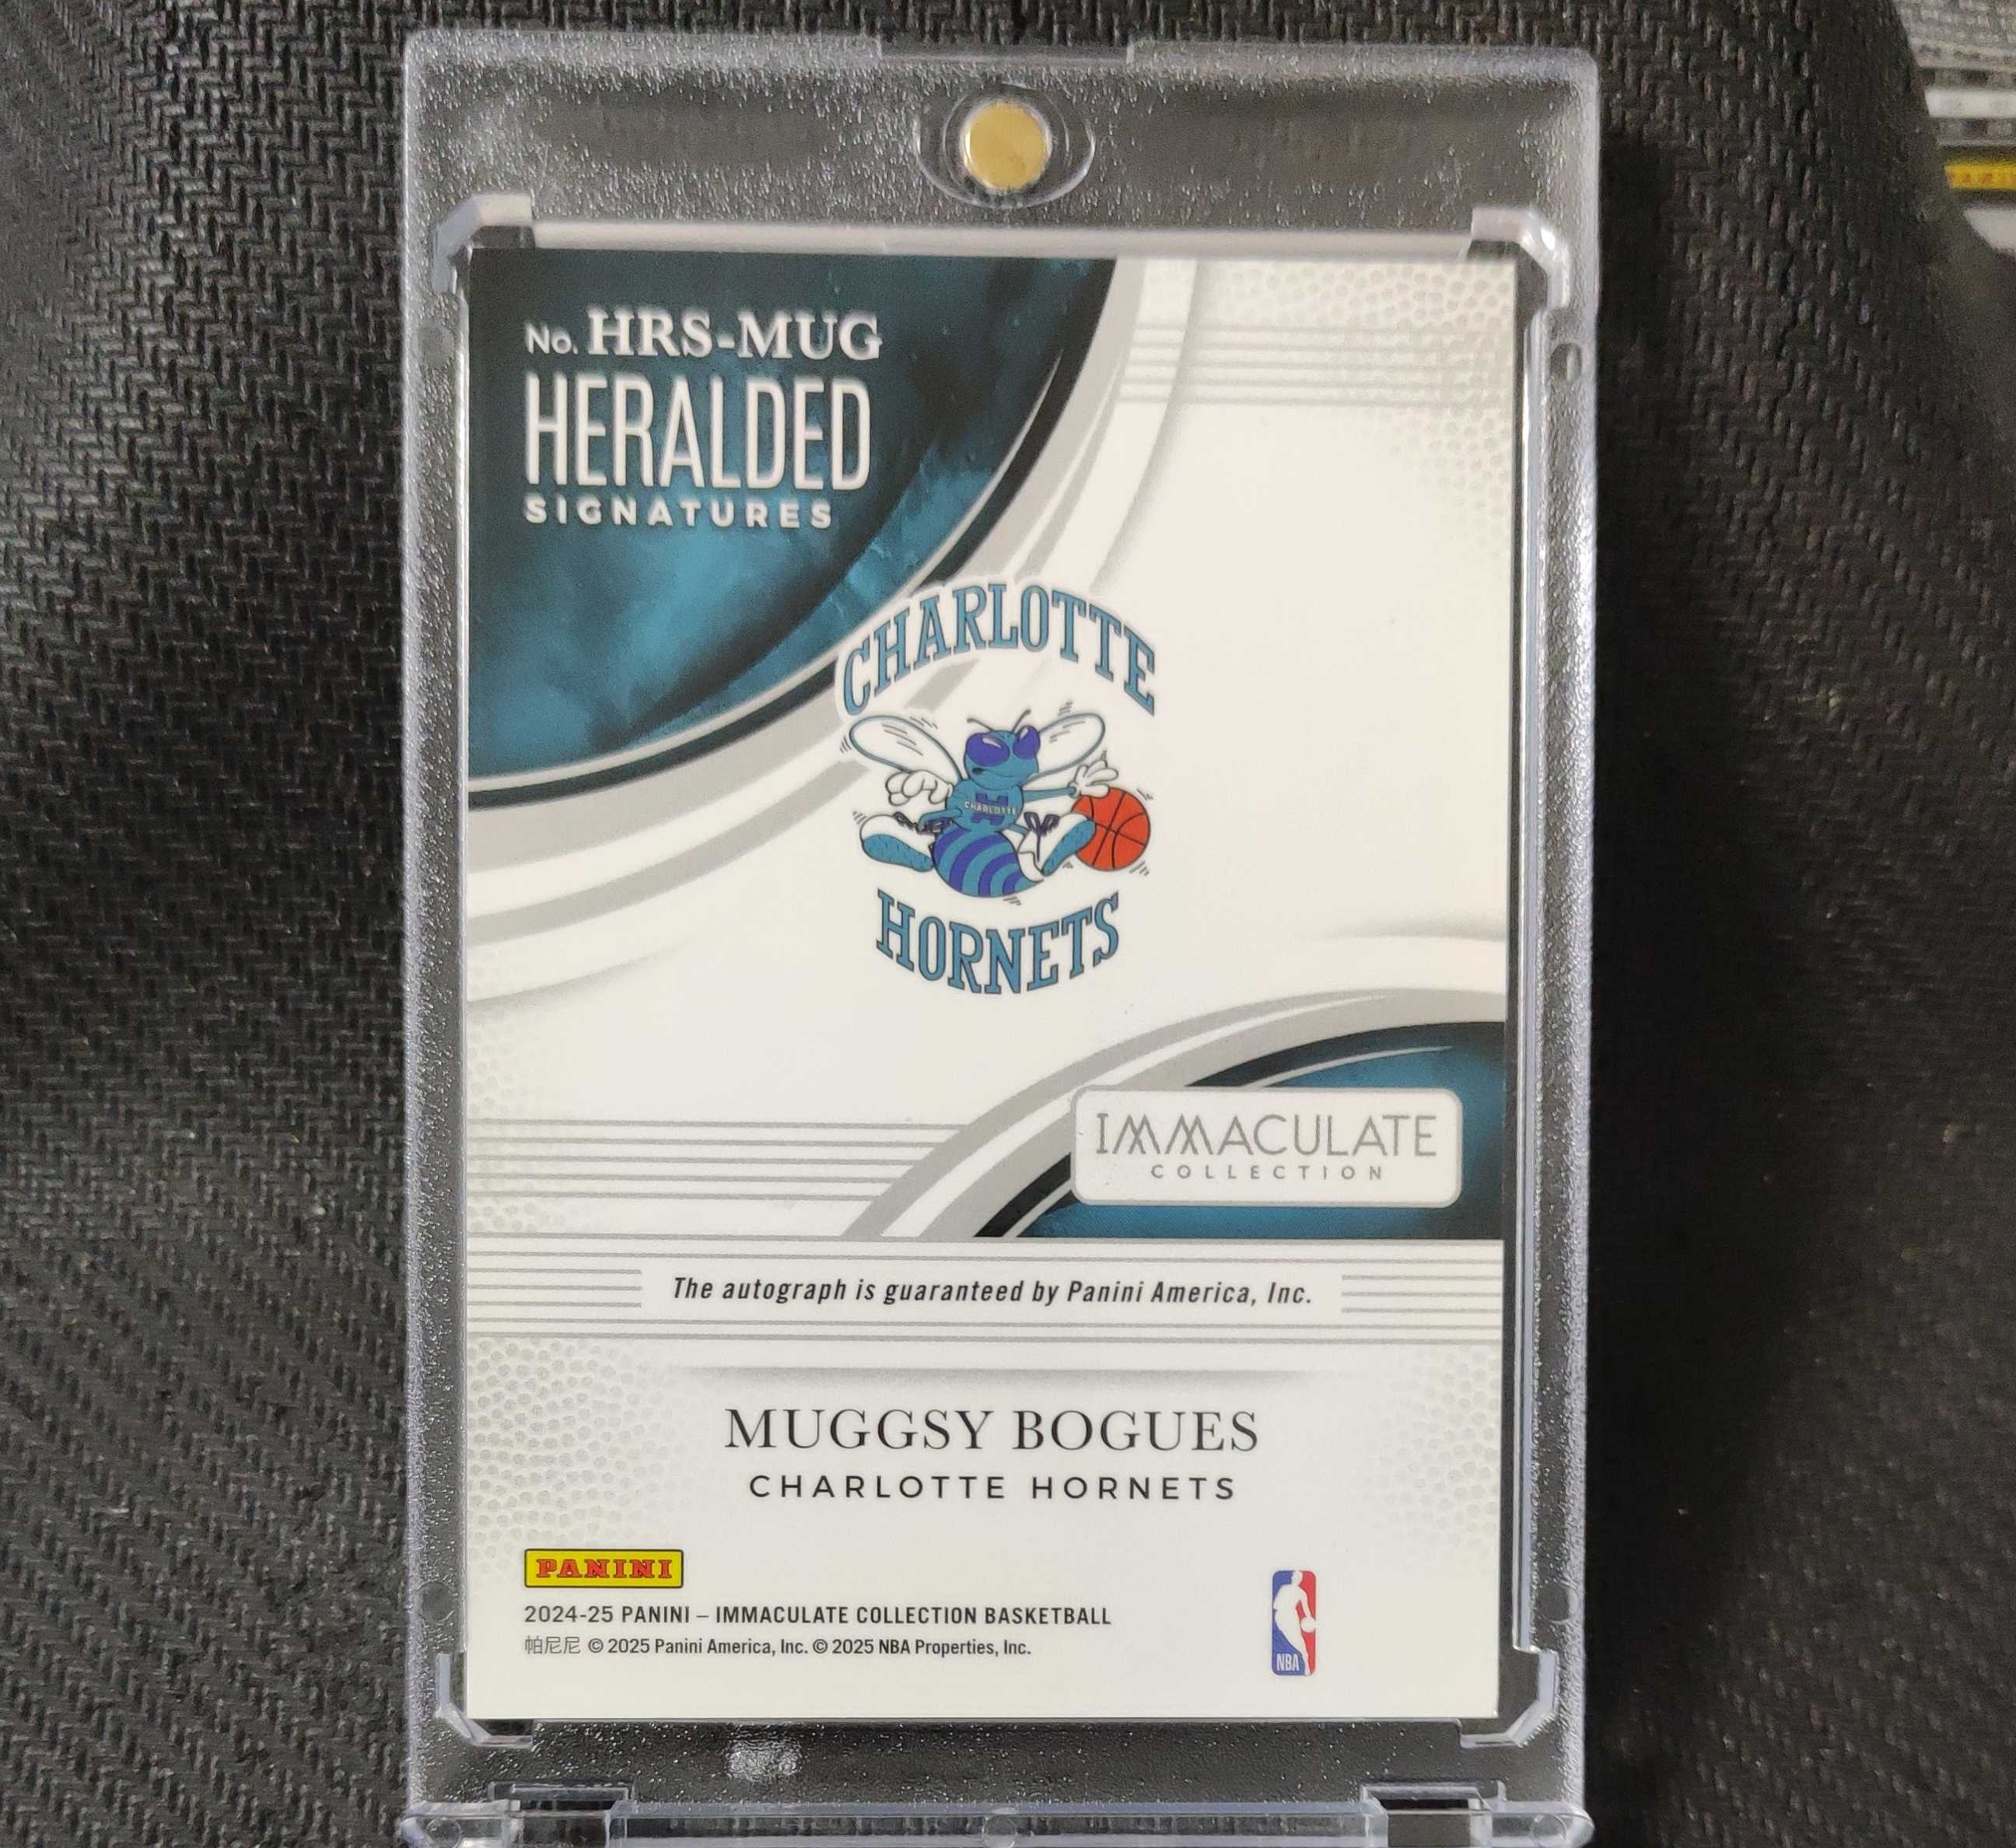 No. HRS-MUG
HERALDED
SIGNATURES
CHARLOTTE
CHARLOTTE
HORNETS
IMMACULATE
COLLECTION
The autograph is guaranteed by Panini America, Inc.
MUGGSY BOGUES
CHARLOTTE HORNETS
PANINI
2024-25 PANINI – IMMACULATE COLLECTION BASKETBALL
帕尼尼 © 2025 Panini America, Inc. © 2025 NBA Properties, Inc.
NBA